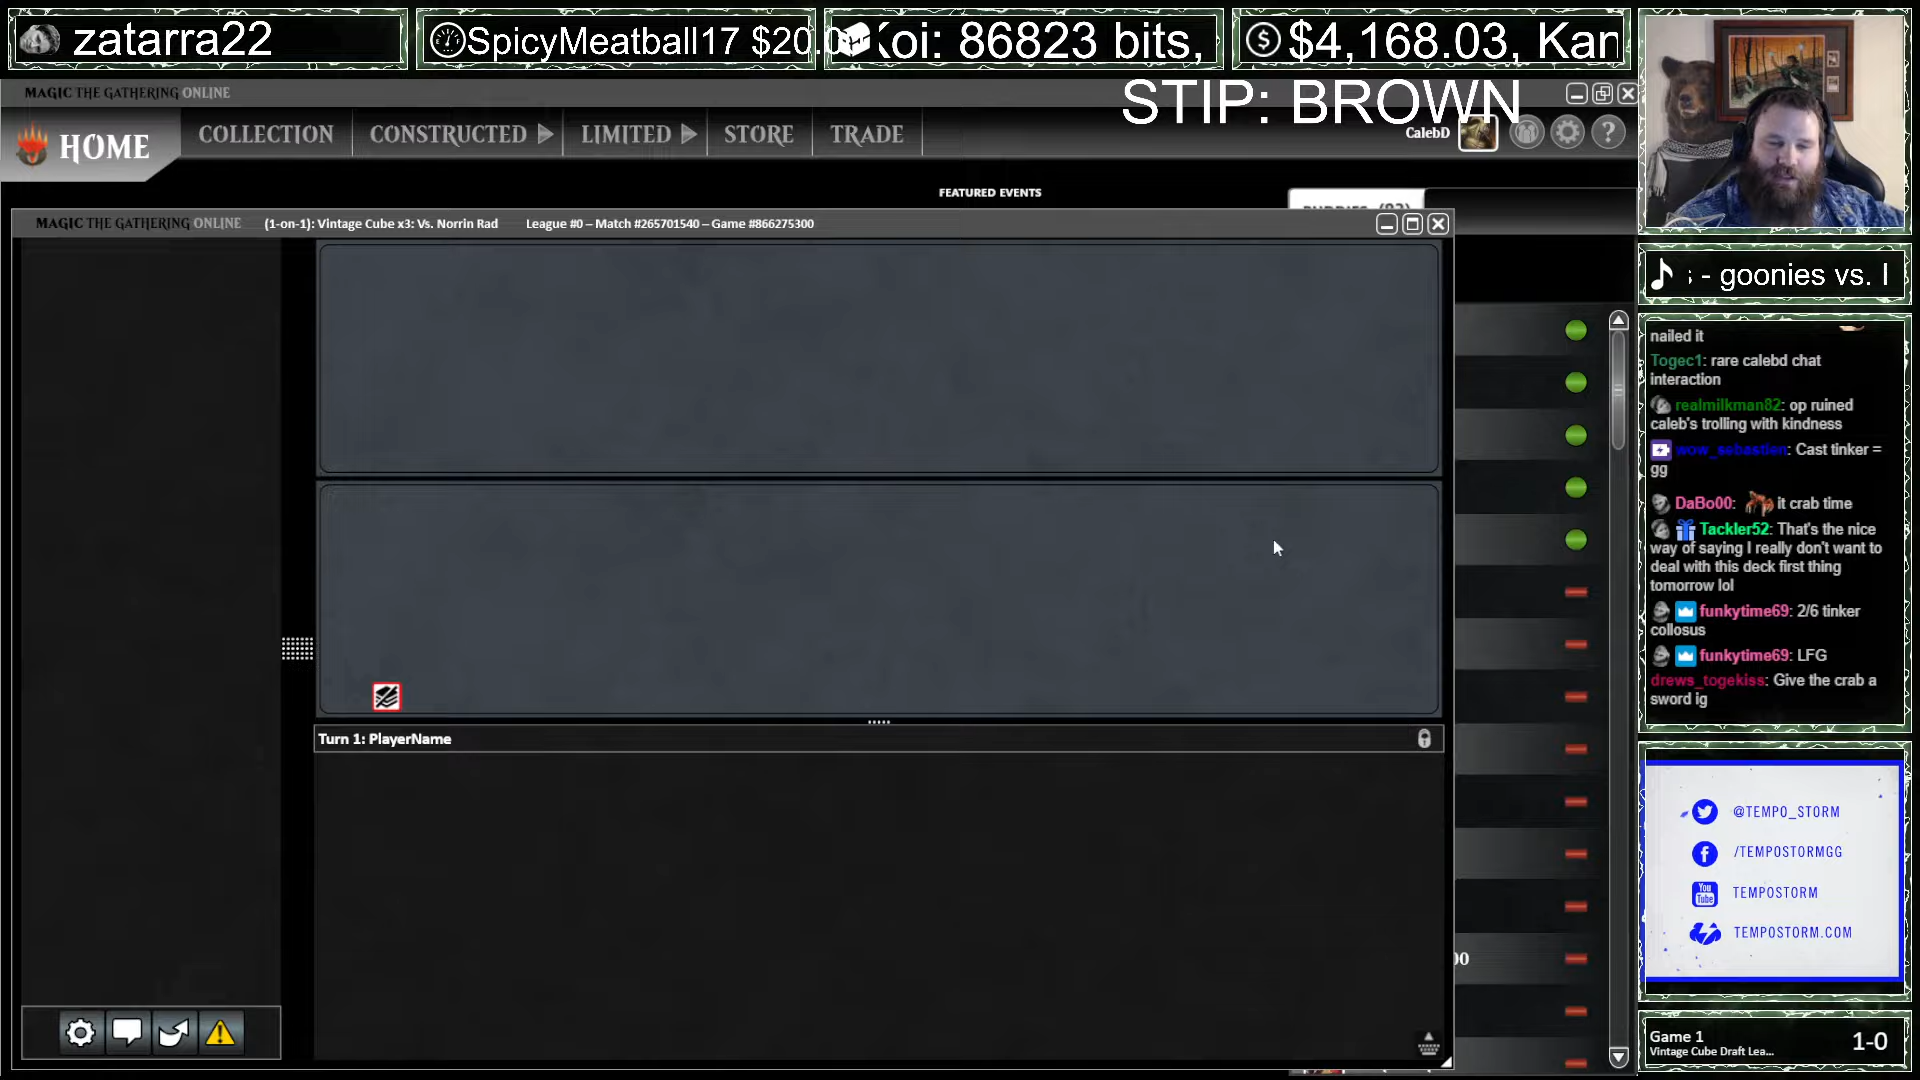 zatarra22
SpicyMeatball17 $20.0
Koi: 86823 bits,
$4,168.03, Kan
STIP: BROWN
MAGIC THE GATHERING ONLINE
HOME
COLLECTION
CONSTRUCTED
LIMITED
STORE
TRADE
CalebD
?
FEATURED EVENTS
MAGIC THE GATHERING ONLINE
(1-on-1): Vintage Cube x3: Vs. Norrin Rad
League #0 – Match #265701540 – Game #866275300
Turn 1: PlayerName
- goonies vs. I
nailed it
Togec1: rare calebd chat
interaction
realmilkman82: op ruined
caleb's trolling with kindness
wow_sebastien: Cast tinker =
gg
DaBo00: it crab time
Tackler52: That's the nice
way of saying I really don't want to
deal with this deck first thing
tomorrow lol
funkytime69: 2/6 tinker
collosus
funkytime69: LFG
drews_togekiss: Give the crab a
sword ig
@TEMPO_STORM
/TEMPOSTORMGG
You
Tube
TEMPOSTORM
TEMPOSTORM.COM
Game 1
Vintage Cube Draft Lea...
1-0